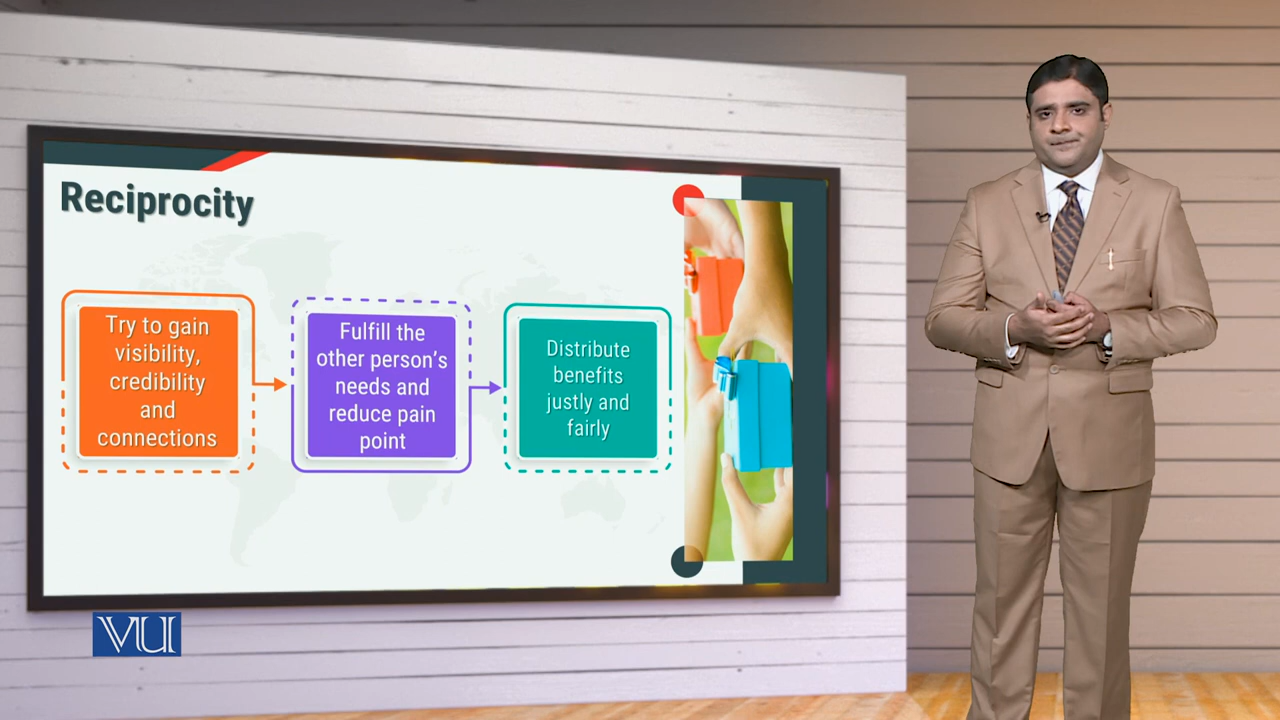 Reciprocity
Try to gain
visibility,
credibility
and
connections
Fulfill the
other person's
needs and
reduce pain
point
Distribute
benefits
justly and
fairly
VU